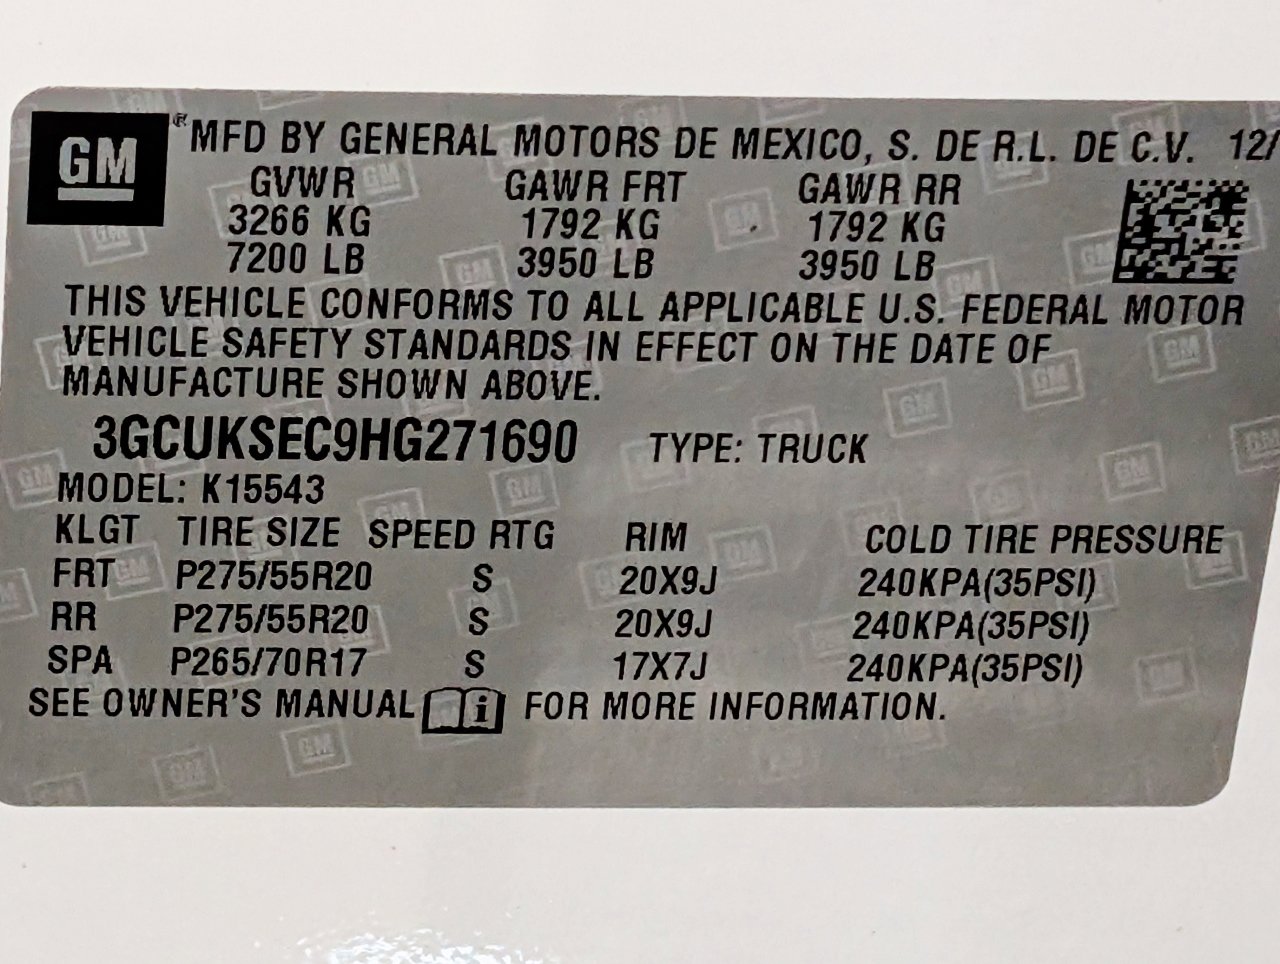 GM ® MFD BY GENERAL MOTORS DE MEXICO, S. DE R.L. DE C.V. 12/
GVWR GAWR FRT GAWR RR
3266 KG 1792 KG 1792 KG
7200 LB 3950 LB 3950 LB
THIS VEHICLE CONFORMS TO ALL APPLICABLE U.S. FEDERAL MOTOR
VEHICLE SAFETY STANDARDS IN EFFECT ON THE DATE OF
MANUFACTURE SHOWN ABOVE.
3GCUKSEC9HG271690 TYPE: TRUCK
MODEL: K15543
KLGT TIRE SIZE SPEED RTG RIM COLD TIRE PRESSURE
FRT P275/55R20 S 20X9J 240KPA(35PSI)
RR P275/55R20 S 20X9J 240KPA(35PSI)
SPA P265/70R17 S 17X7J 240KPA(35PSI)
SEE OWNER'S MANUAL i FOR MORE INFORMATION.